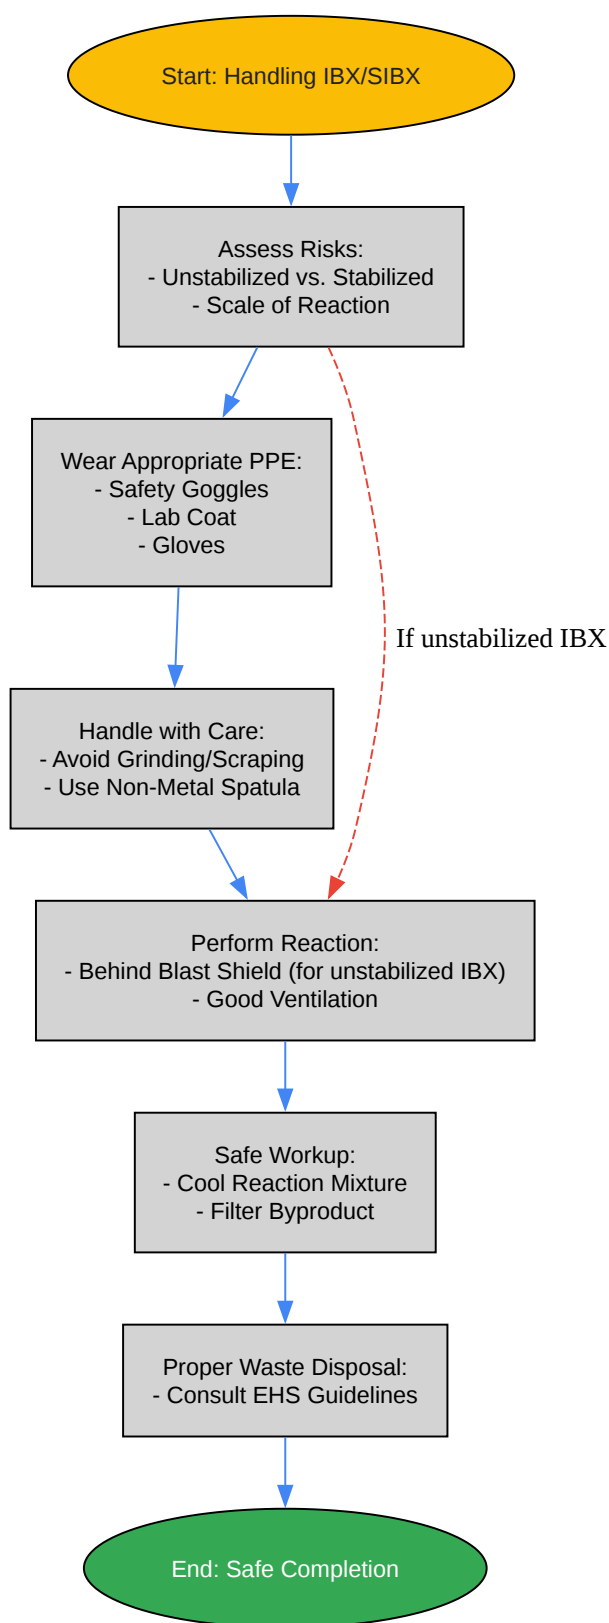 Start: Handling IBX/SIBX
Assess Risks:
- Unstabilized vs. Stabilized
- Scale of Reaction
Wear Appropriate PPE:
- Safety Goggles
- Lab Coat
- Gloves
If unstabilized IBX
Handle with Care:
- Avoid Grinding/Scraping
- Use Non-Metal Spatula
Perform Reaction:
- Behind Blast Shield (for unstabilized IBX)
- Good Ventilation
Safe Workup:
- Cool Reaction Mixture
- Filter Byproduct
Proper Waste Disposal:
- Consult EHS Guidelines
End: Safe Completion